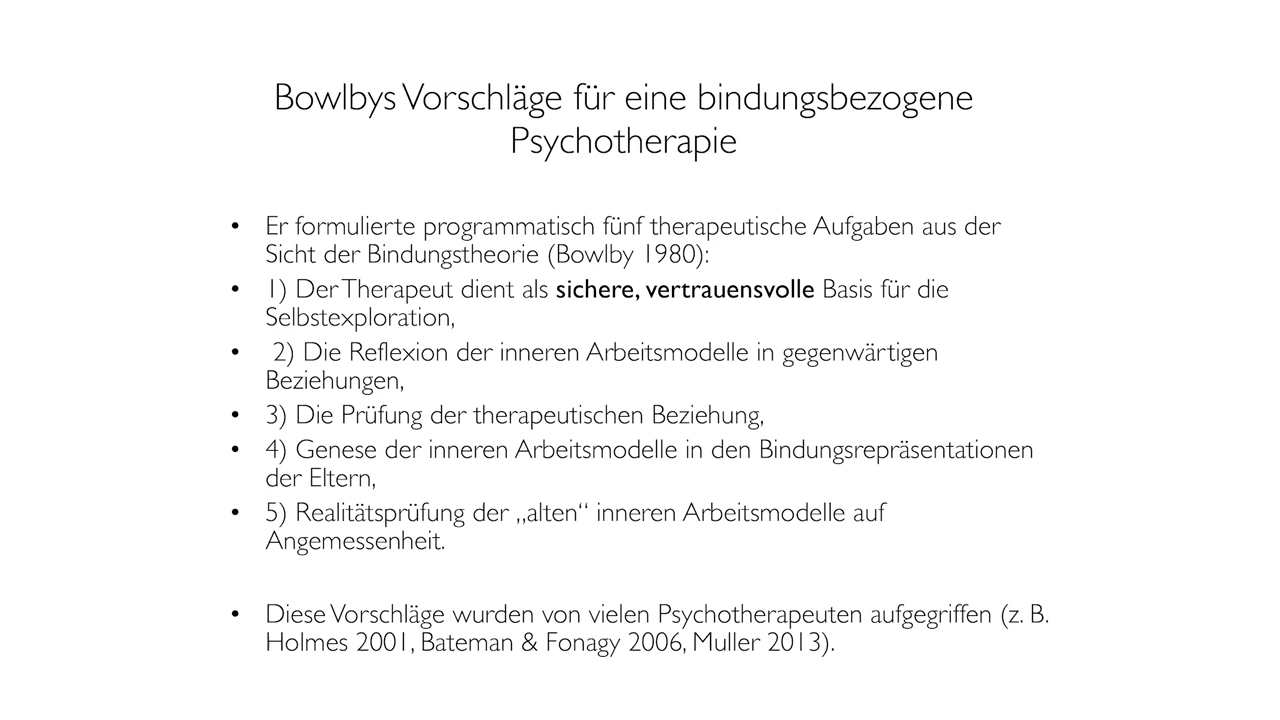 Bowlbys Vorschläge für eine bindungsbezogene
Psychotherapie
• Er formulierte programmatisch fünf therapeutische Aufgaben aus der
Sicht der Bindungstheorie (Bowlby 1980):
• 1) Der Therapeut dient als sichere, vertrauensvolle Basis für die
Selbstexploration,
• 2) Die Reflexion der inneren Arbeitsmodelle in gegenwärtigen
Beziehungen,
• 3) Die Prüfung der therapeutischen Beziehung,
• 4) Genese der inneren Arbeitsmodelle in den Bindungsrepräsentationen
der Eltern,
• 5) Realitätsprüfung der „alten“ inneren Arbeitsmodelle auf
Angemessenheit.
• Diese Vorschläge wurden von vielen Psychotherapeuten aufgegriffen (z. B.
Holmes 2001, Bateman & Fonagy 2006, Muller 2013).